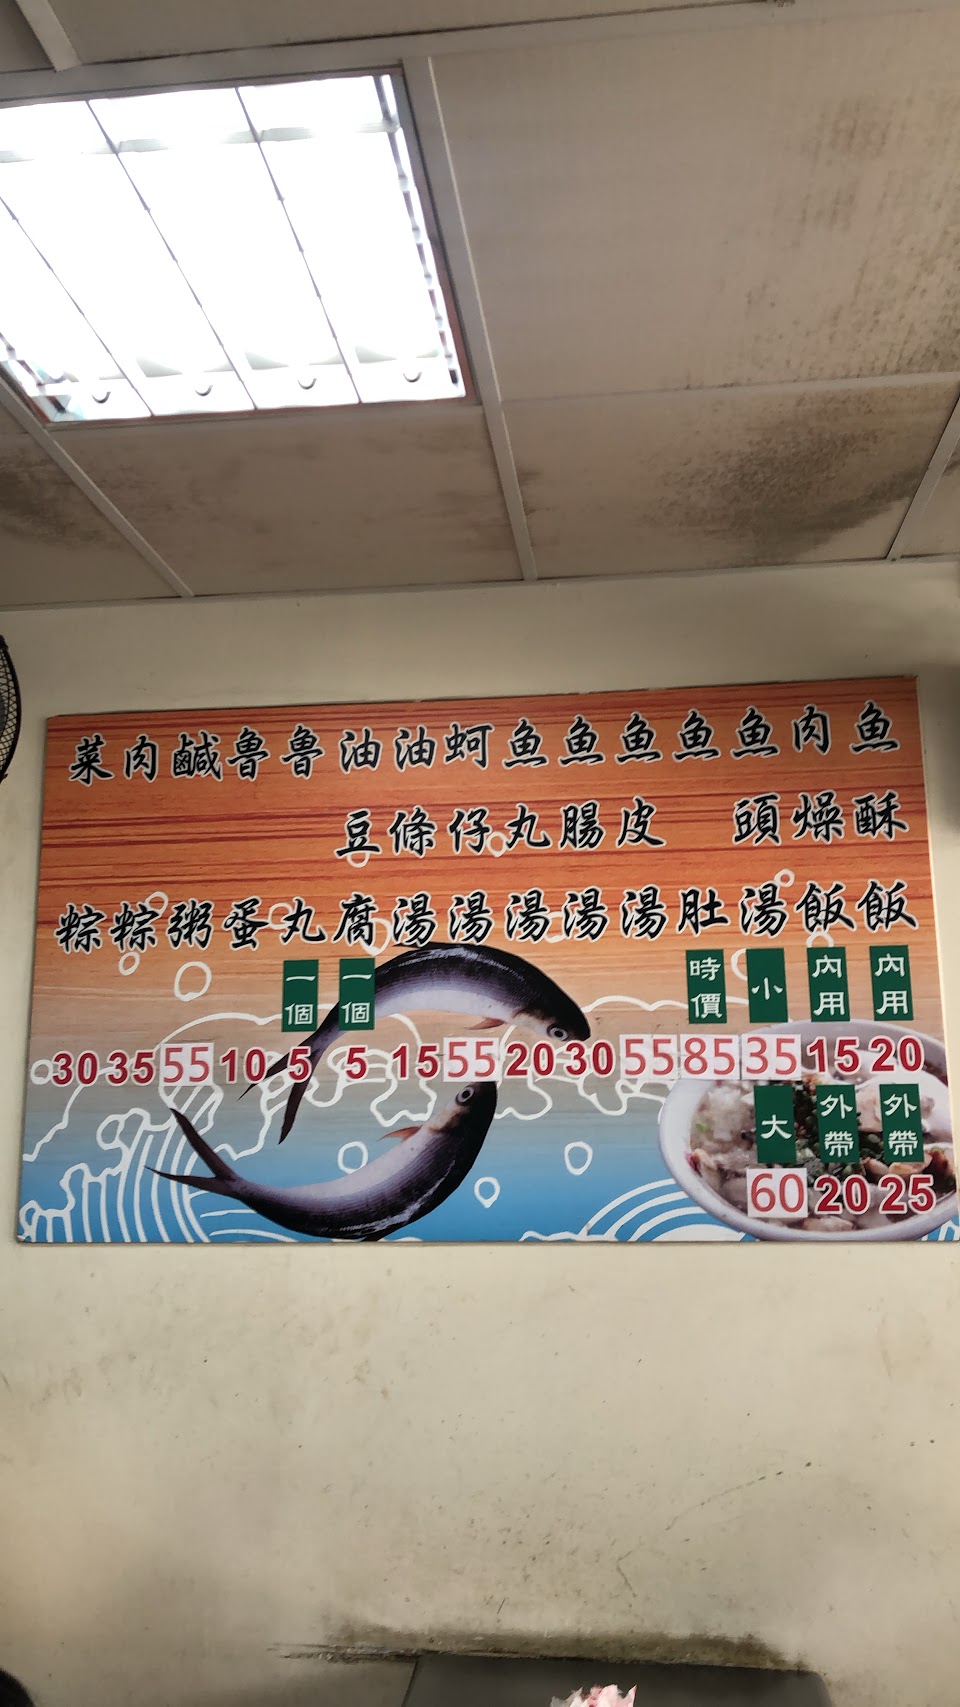 魚酥飯 內用 20 外帶 25
肉燥飯 內用 15 外帶 20
魚頭湯 小 35 大 60
魚肚 時價 85
魚皮湯 55
魚腸湯 30
魚丸湯 20
蚵仔湯 55
油條湯 15
油豆腐 一個 5
魯丸 一個 5
魯蛋 10
鹹粥 55
肉粽 35
菜粽 30